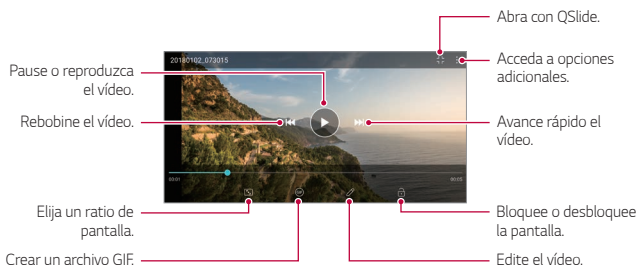 Abra con QSlide.
20180102_073015
Acceda a opciones
adicionales.
Pause o reproduzca
el vídeo.
Rebobine el vídeo.
Avance rápido el
vídeo.
00:01
00:05
GIF
Elija un ratio de
pantalla.
Bloquee o desbloquee
la pantalla.
Crear un archivo GIF.
Edite el vídeo.